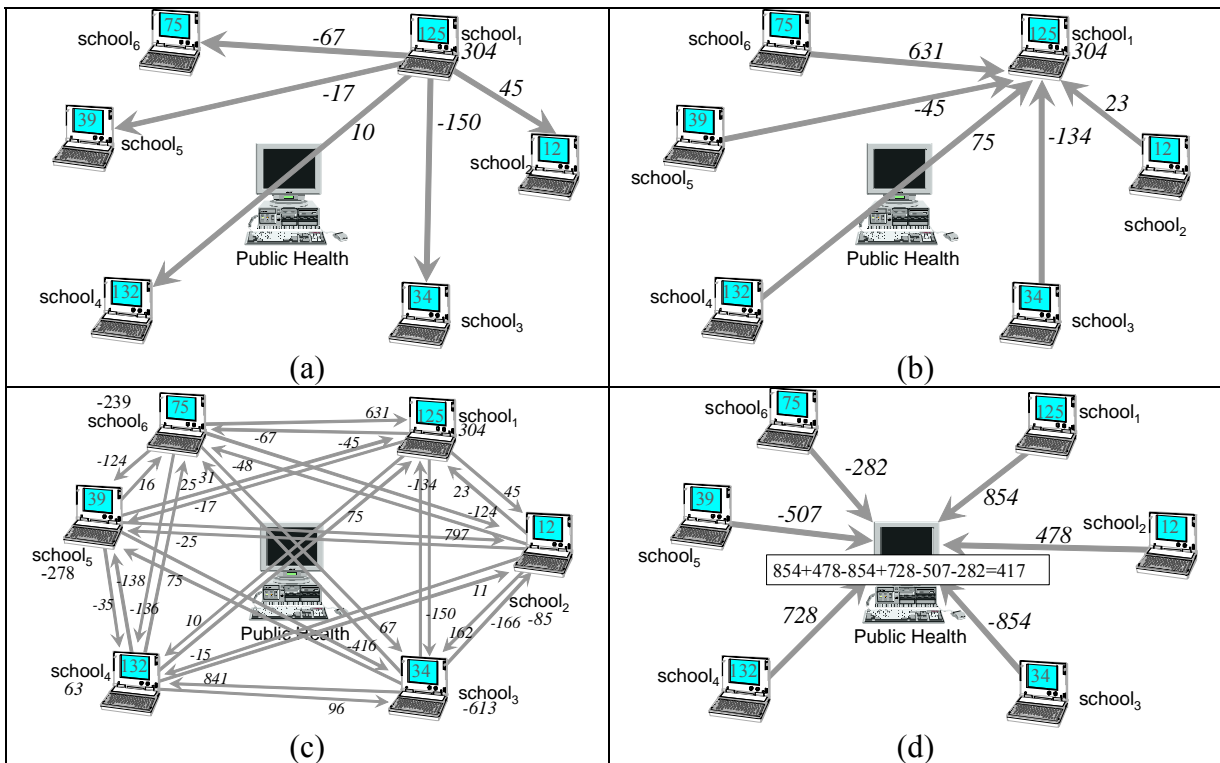 75
school₆
-67
125
school₁
304
45
-17
39
school₅
10
-150
12
school₂
Public Health
school₄
132
34
school₃
(a)
75
school₆
631
125
school₁
304
-45
23
39
school₅
75
-134
12
school₂
Public Health
school₄
132
34
school₃
(b)
-239
school₆
75
631
125
school₁
304
-67
-45
-124
-48
16
25
31
-134
23
45
39
-17
75
-124
12
school₅
-278
-25
797
-138
75
11
school₂
-85
-35
-136
10
Public Health
67
-150
162
-166
-15
-416
school₄
63
132
841
34
school₃
-613
96
(c)
75
school₆
125
school₁
-282
854
39
school₅
-507
478
school₂
12
854+478-854+728-507-282=417
728
Public Health
-854
school₄
132
34
school₃
(d)